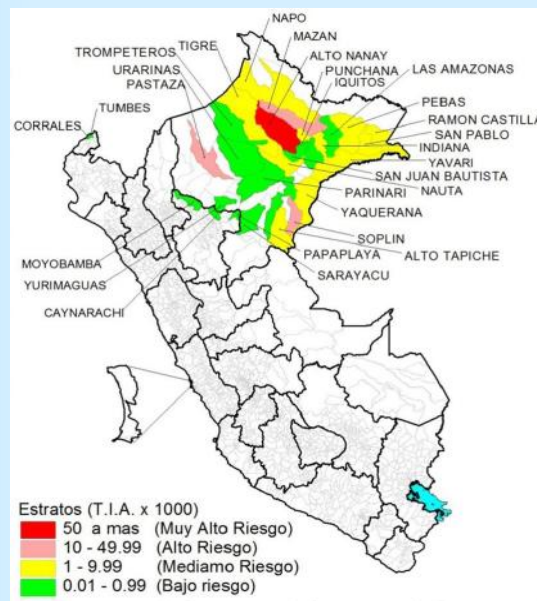 NAPO
MAZAN
TIGRE
ALTO NANAY
TROMPETEROS
PUNCHANA
LAS AMAZONAS
URARINAS
IQUITOS
PASTAZA
PEBAS
TUMBES
RAMON CASTILLA
CORRALES
SAN PABLO
INDIANA
YAVARI
SAN JUAN BAUTISTA
NAUTA
PARINARI
YAQUERANA
SOPLIN
MOYOBAMBA
ALTO TAPICHE
PAPAPLAYA
YURIMAGUAS
SARAYACU
CAYNARACHI
Estratos (T.I.A. x 1000)
50 a mas (Muy Alto Riesgo)
10 - 49.99 (Alto Riesgo)
1 - 9.99 (Mediamo Riesgo)
0.01 - 0.99 (Bajo riesgo)